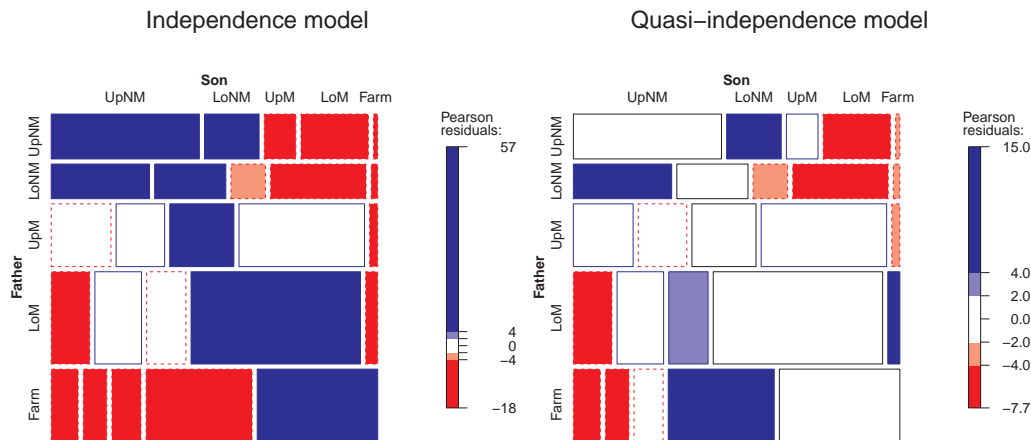 Independence model
Son
UpNM LoNM UpM LoM Farm
Father
UpNM
LoNM
UpM
LoM
Farm
Pearson
residuals:
57
4
0
−4
−18
Quasi−independence model
Son
UpNM LoNM UpM LoM Farm
Father
UpNM
LoNM
UpM
LoM
Farm
Pearson
residuals:
15.0
4.0
2.0
0.0
−2.0
−4.0
−7.7